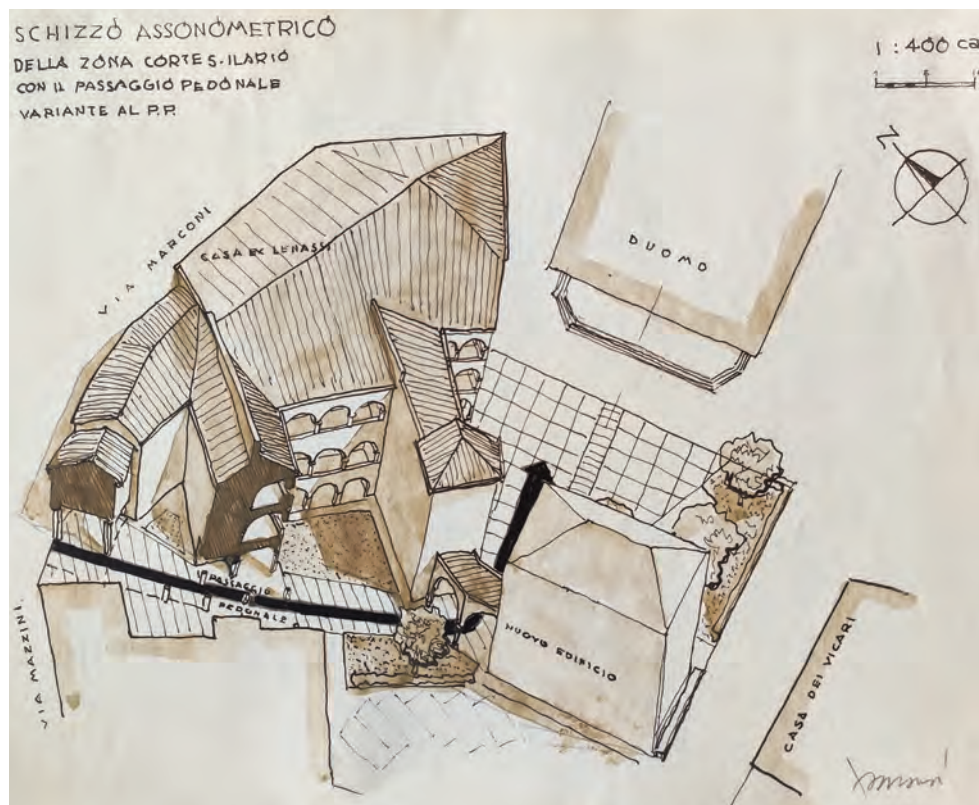 SCHIZZO ASSONOMETRICO
DELLA ZONA CORTE S. ILARIO
CON IL PASSAGGIO PEDONALE
VARIANTE AL P.P.
1 : 400 ca
N
VIA MARCONI
CASA EX LENASSI
DUOMO
PASSAGGIO
PEDONALE
NUOVO EDIFICIO
VIA MAZZINI
CASA DEI VICARI